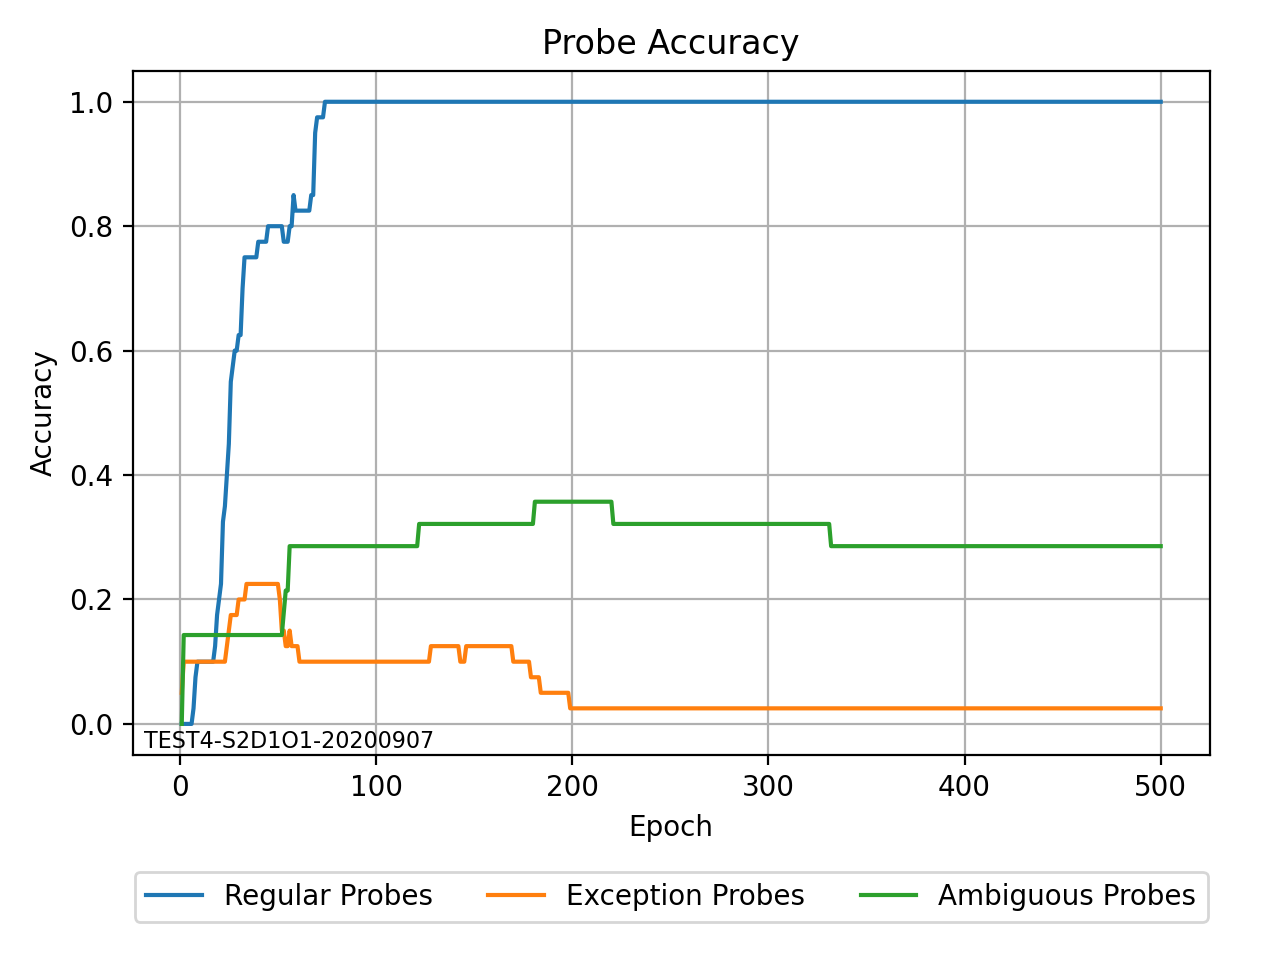 Probe Accuracy
Accuracy
1.0
0.8
0.6
0.4
0.2
0.0
TEST4-S2D1O1-20200907
0 100 200 300 400 500
Epoch
Regular Probes Exception Probes Ambiguous Probes